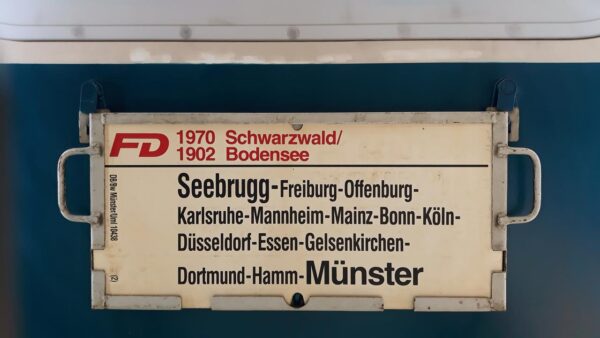 FD 1970 Schwarzwald/
1902 Bodensee
Seebrugg-Freiburg-Offenburg-
Karlsruhe-Mannheim-Mainz-Bonn-Köln-
Düsseldorf-Essen-Gelsenkirchen-
Dortmund-Hamm-Münster
(2)